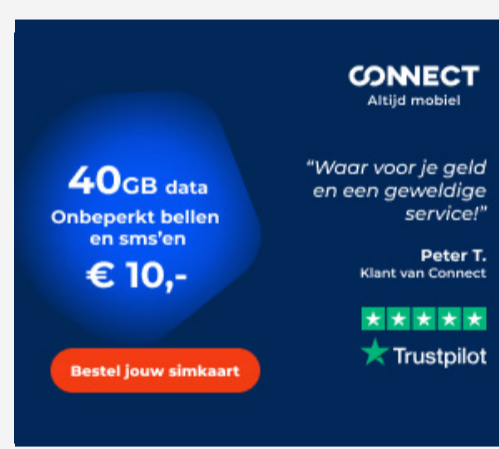 CONNECT
Altijd mobiel
40GB data
Onbeperkt bellen
en sms'en
€ 10,-
Bestel jouw simkaart
“Waar voor je geld
en een geweldige
service!”
Peter T.
Klant van Connect
Trustpilot